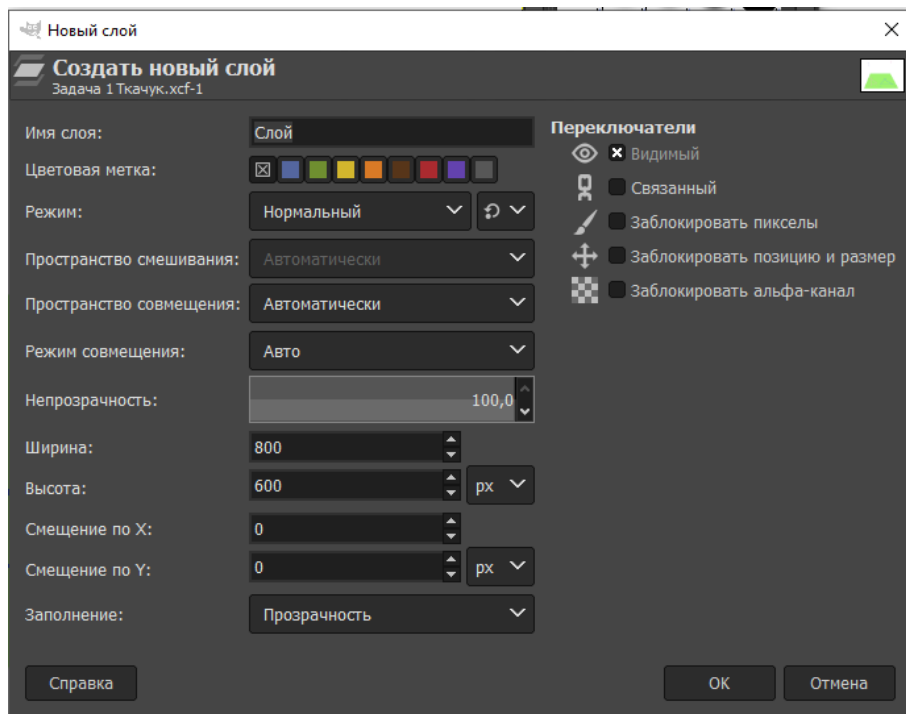 Новый слой
Создать новый слой
Задача 1 Ткачук.xcf-1
Имя слоя:
Слой
Цветовая метка:
Режим:
Нормальный
Пространство смешивания:
Автоматически
Пространство совмещения:
Автоматически
Режим совмещения:
Авто
Непрозрачность:
100,0
Ширина:
800
Высота:
600
px
Смещение по X:
0
Смещение по Y:
0
px
Заполнение:
Прозрачность
Переключатели
Видимый
Связанный
Заблокировать пикселы
Заблокировать позицию и размер
Заблокировать альфа-канал
Справка
OK
Отмена